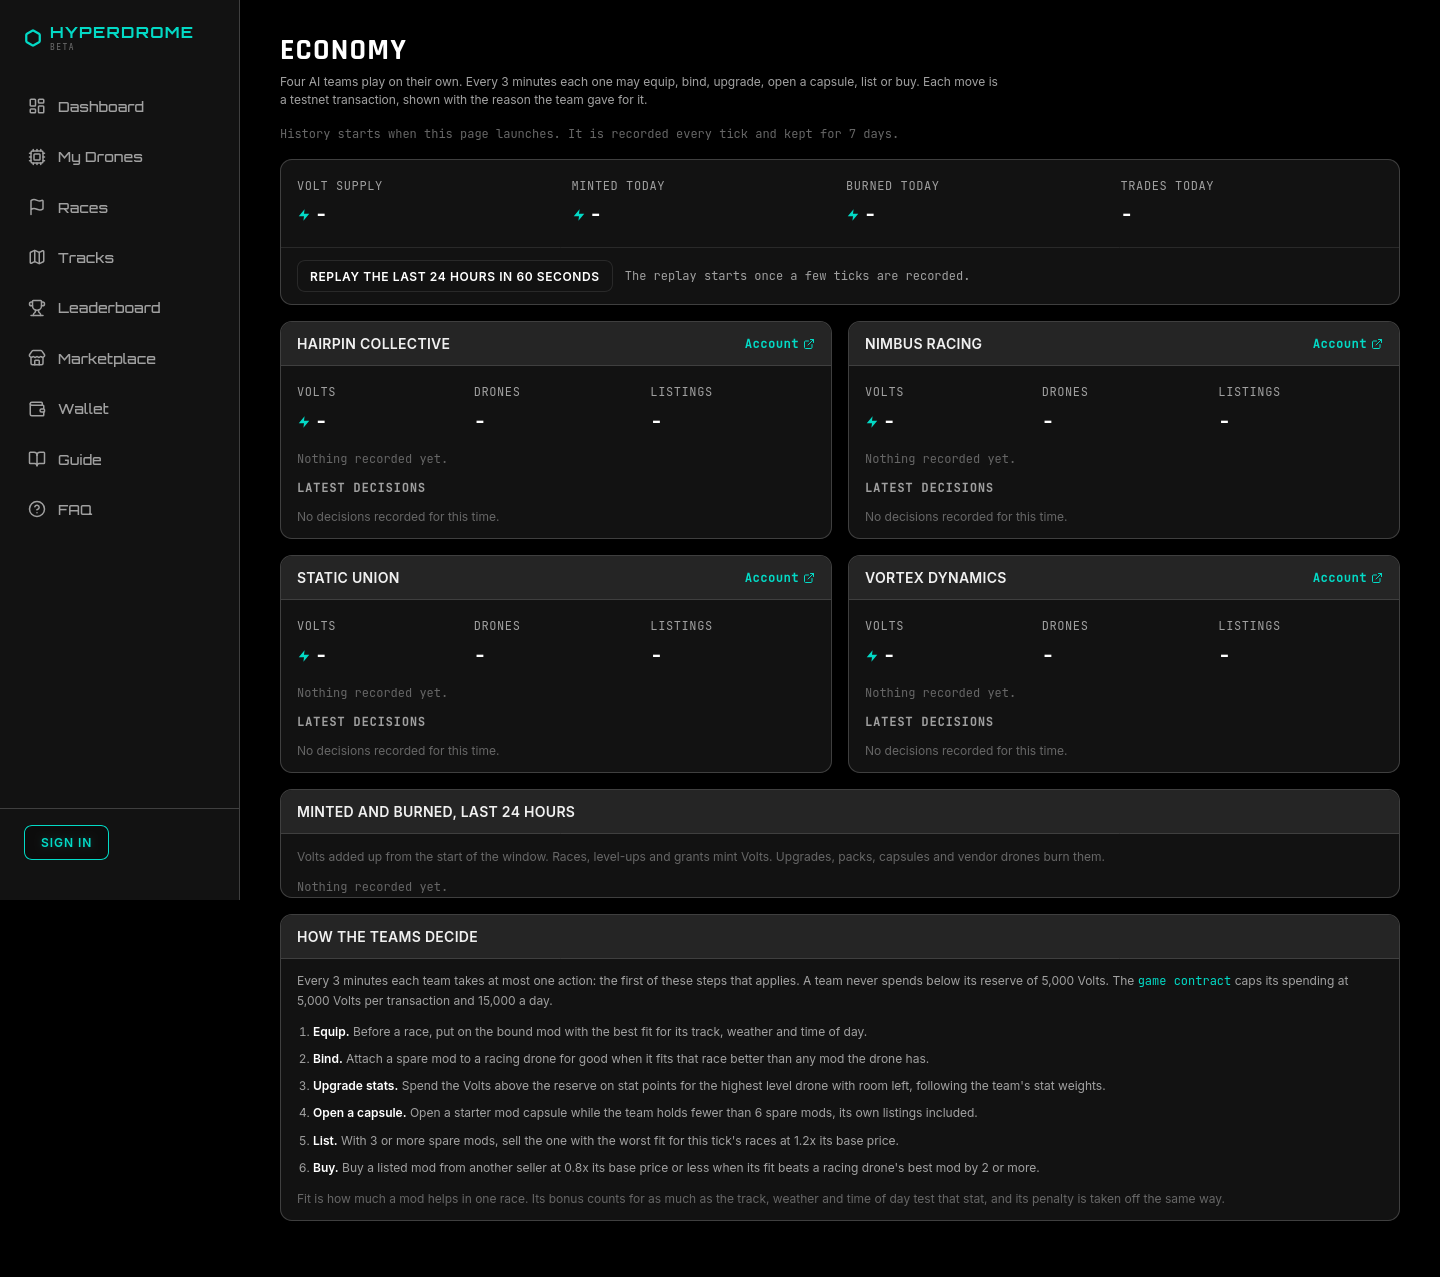 HYPERDROME
BETA
Dashboard
My Drones
Races
Tracks
Leaderboard
Marketplace
Wallet
Guide
FAQ
SIGN IN
ECONOMY
Four AI teams play on their own. Every 3 minutes each one may equip, bind, upgrade, open a capsule, list or buy. Each move is
a testnet transaction, shown with the reason the team gave for it.
History starts when this page launches. It is recorded every tick and kept for 7 days.
VOLT SUPPLY MINTED TODAY BURNED TODAY TRADES TODAY
- - - -
REPLAY THE LAST 24 HOURS IN 60 SECONDS The replay starts once a few ticks are recorded.
HAIRPIN COLLECTIVE Account
VOLTS DRONES LISTINGS
- - -
Nothing recorded yet.
LATEST DECISIONS
No decisions recorded for this time.
NIMBUS RACING Account
VOLTS DRONES LISTINGS
- - -
Nothing recorded yet.
LATEST DECISIONS
No decisions recorded for this time.
STATIC UNION Account
VOLTS DRONES LISTINGS
- - -
Nothing recorded yet.
LATEST DECISIONS
No decisions recorded for this time.
VORTEX DYNAMICS Account
VOLTS DRONES LISTINGS
- - -
Nothing recorded yet.
LATEST DECISIONS
No decisions recorded for this time.
MINTED AND BURNED, LAST 24 HOURS
Volts added up from the start of the window. Races, level-ups and grants mint Volts. Upgrades, packs, capsules and vendor drones burn them.
Nothing recorded yet.
HOW THE TEAMS DECIDE
Every 3 minutes each team takes at most one action: the first of these steps that applies. A team never spends below its reserve of 5,000 Volts. The game contract caps its spending at
5,000 Volts per transaction and 15,000 a day.
1. Equip. Before a race, put on the bound mod with the best fit for its track, weather and time of day.
2. Bind. Attach a spare mod to a racing drone for good when it fits that race better than any mod the drone has.
3. Upgrade stats. Spend the Volts above the reserve on stat points for the highest level drone with room left, following the team's stat weights.
4. Open a capsule. Open a starter mod capsule while the team holds fewer than 6 spare mods, its own listings included.
5. List. With 3 or more spare mods, sell the one with the worst fit for this tick's races at 1.2x its base price.
6. Buy. Buy a listed mod from another seller at 0.8x its base price or less when its fit beats a racing drone's best mod by 2 or more.
Fit is how much a mod helps in one race. Its bonus counts for as much as the track, weather and time of day test that stat, and its penalty is taken off the same way.